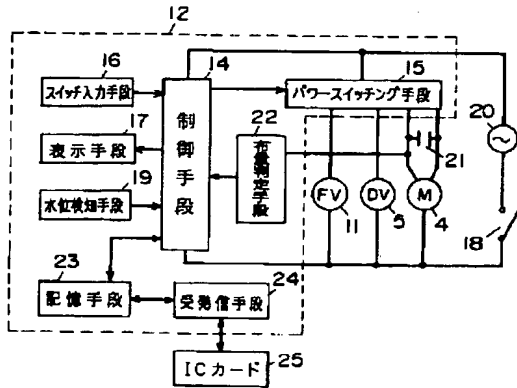 12
16
14
スイッチ入力手段
15
パワースイッチング手段
17
表示手段
制御手段
22
布量判定手段
20
21
19
水位検知手段
FV
DV
M
11
5
4
18
23
記憶手段
24
受発信手段
ICカード
25